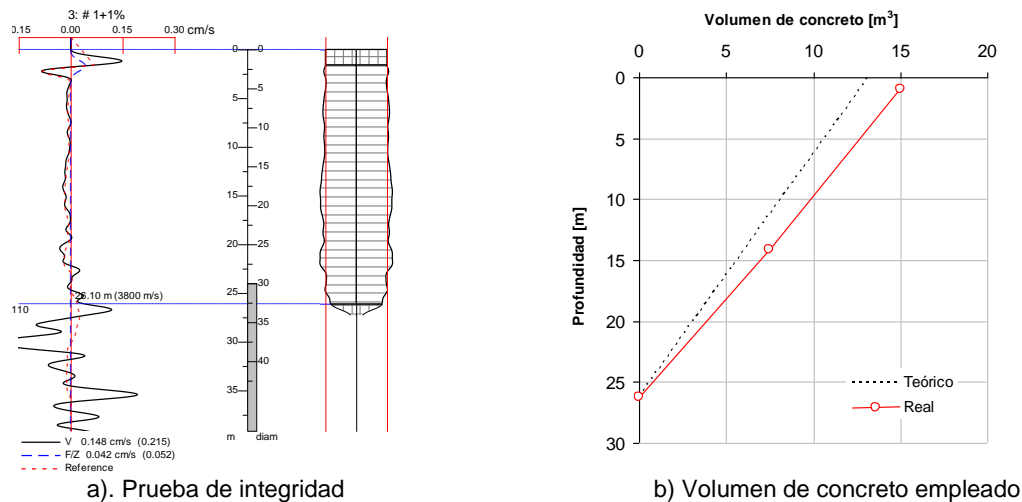 3: # 1+1%
0.15 0.00 0.15 0.30 cm/s
0 0
5 5
10 10
15 15
20 20
25 25
30
26.10 m (3800 m/s)
110
25
35
30
40
35
m diam
V 0.148 cm/s (0.215)
F/Z 0.042 cm/s (0.052)
Reference
a). Prueba de integridad
Volumen de concreto [m³]
0 5 10 15 20
0
5
10
15
20
25
30
Profundidad [m]
Teórico
Real
b) Volumen de concreto empleado